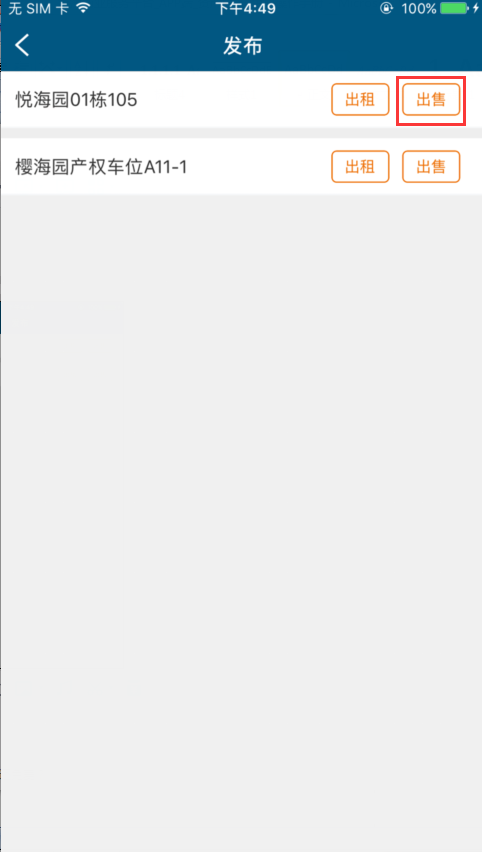 无 SIM 卡 下午4:49 100%
发布
悦海园01栋105 出租 出售
樱海园产权车位A11-1 出租 出售